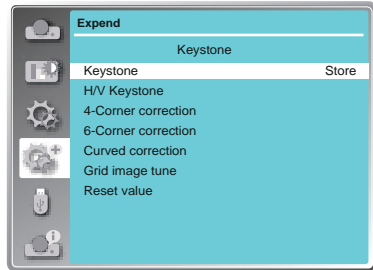 Expend
Keystone
Keystone Store
H/V Keystone
4-Corner correction
6-Corner correction
Curved correction
Grid image tune
Reset value